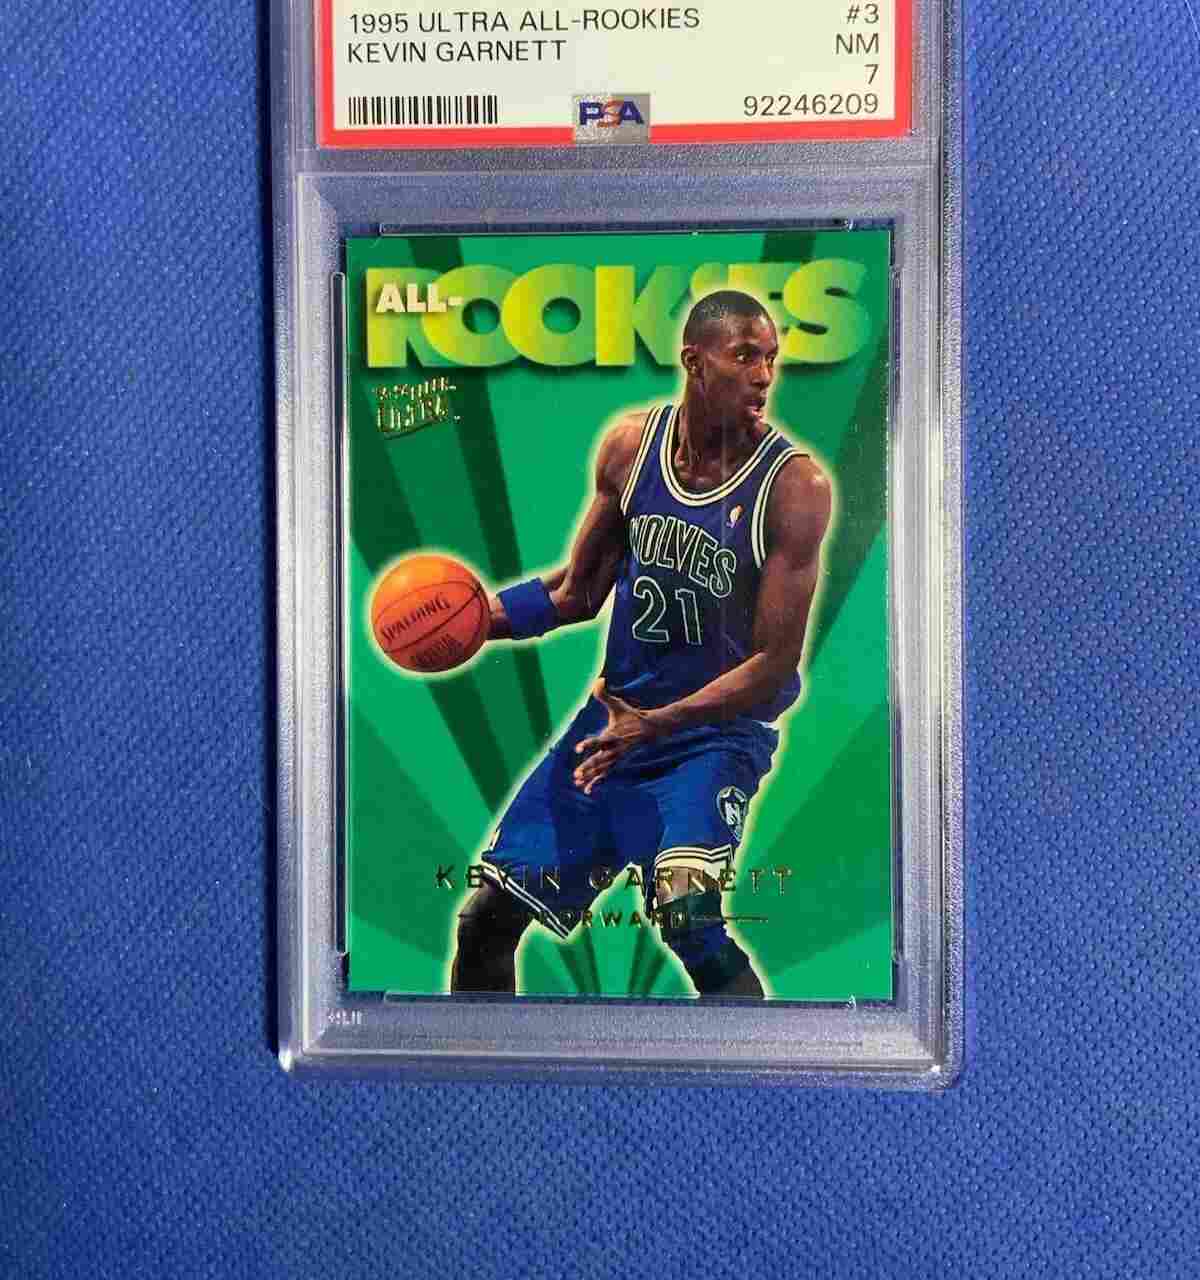 1995 ULTRA ALL-ROOKIES #3
KEVIN GARNETT NM
7
PSA 92246209
ALL-ROOKIES
ULTRA
WOLVES
21
SPALDING
KEVIN GARNETT
FORWARD